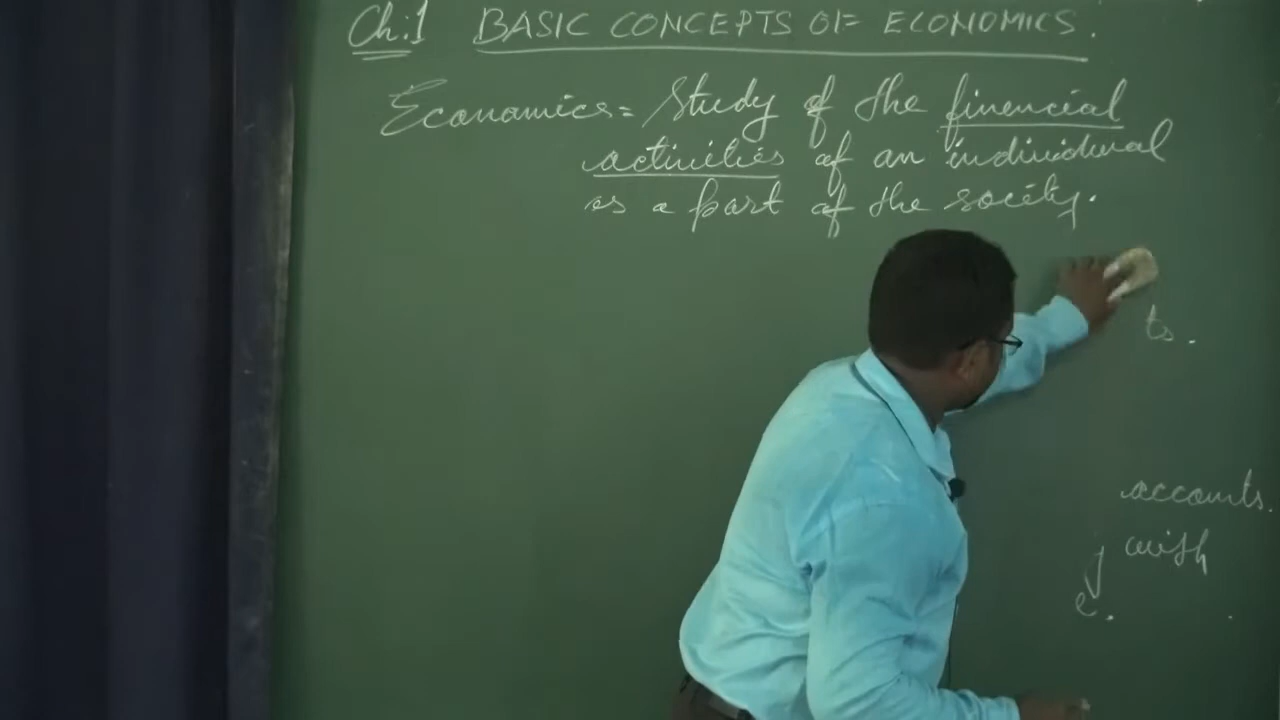 Ch:1 BASIC CONCEPTS OF ECONOMICS.
Economics = Study of the financial
activities of an individual
as a part of the society.
ts.
accounts.
with
e.